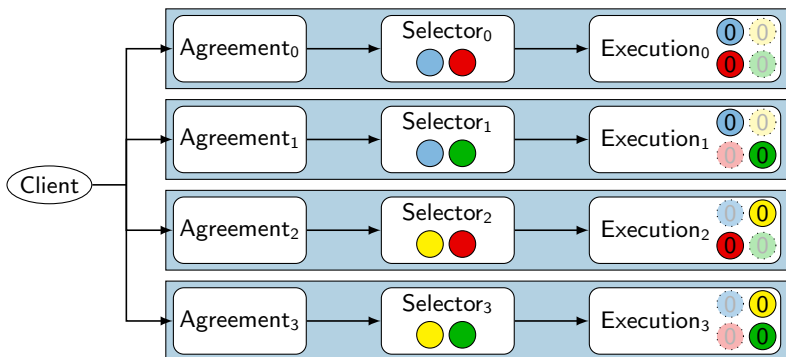 Agreement₀ Selector₀ Execution₀ 0 0
0 0
Agreement₁ Selector₁ Execution₁ 0 0
0 0
Client
Agreement₂ Selector₂ Execution₂ 0 0
0 0
Agreement₃ Selector₃ Execution₃ 0 0
0 0